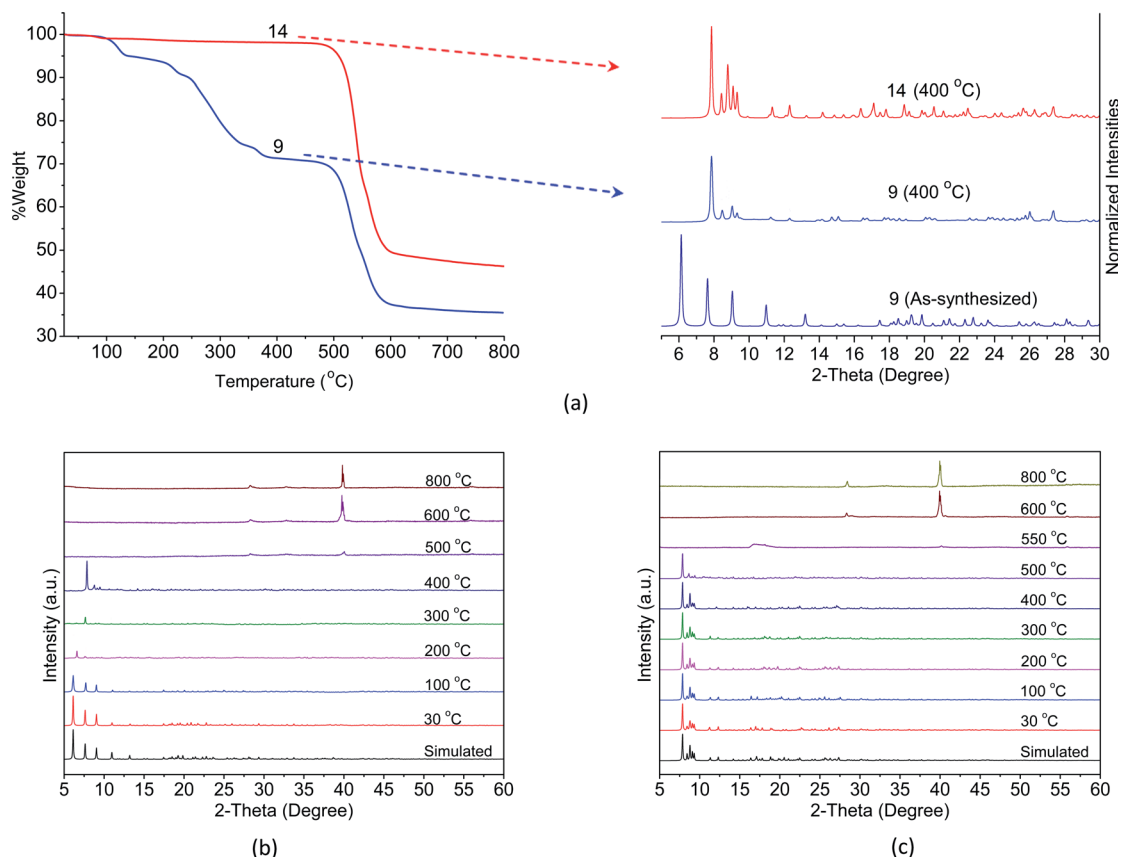 100
90
80
70
60
50
40
30
%Weight
14
9
0
100
200
300
400
500
600
700
800
Temperature (°C)
14 (400 °C)
9 (400 °C)
9 (As-synthesized)
Normalized Intensities
6 8 10 12 14 16 18 20 22 24 26 28 30
2-Theta (Degree)
(a)
Intensity (a.u.)
800 °C
600 °C
500 °C
400 °C
300 °C
200 °C
100 °C
30 °C
Simulated
5 10 15 20 25 30 35 40 45 50 55 60
2-Theta (Degree)
(b)
Intensity (a.u.)
800 °C
600 °C
550 °C
500 °C
400 °C
300 °C
200 °C
100 °C
30 °C
Simulated
5 10 15 20 25 30 35 40 45 50 55 60
2-Theta (Degree)
(c)